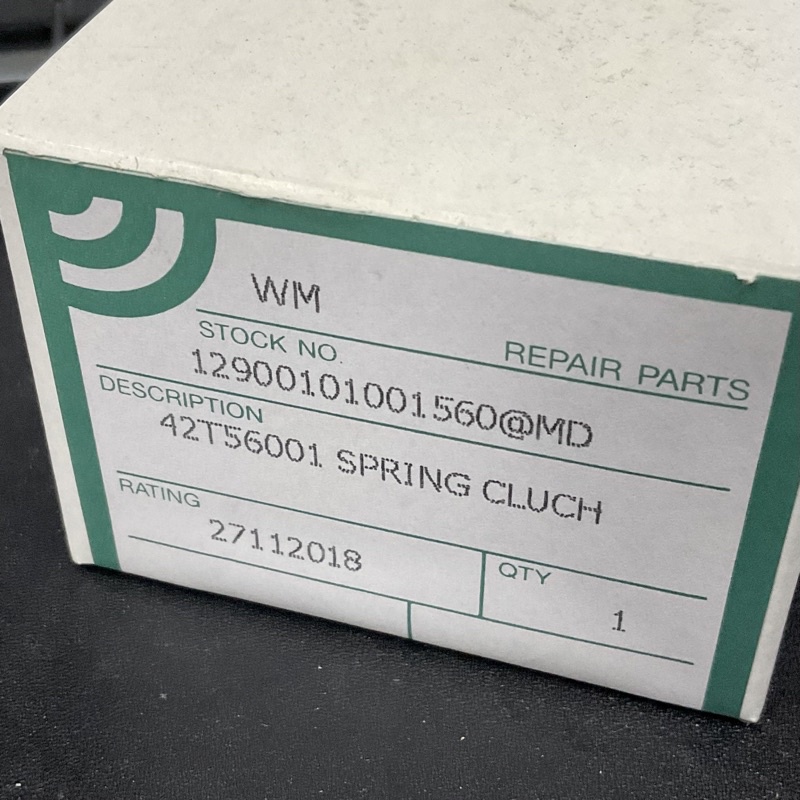 WM
REPAIR PARTS
STOCK NO.
12900101001560@MD
DESCRIPTION
42T56001 SPRING CLUCH
RATING
27112018
QTY
1